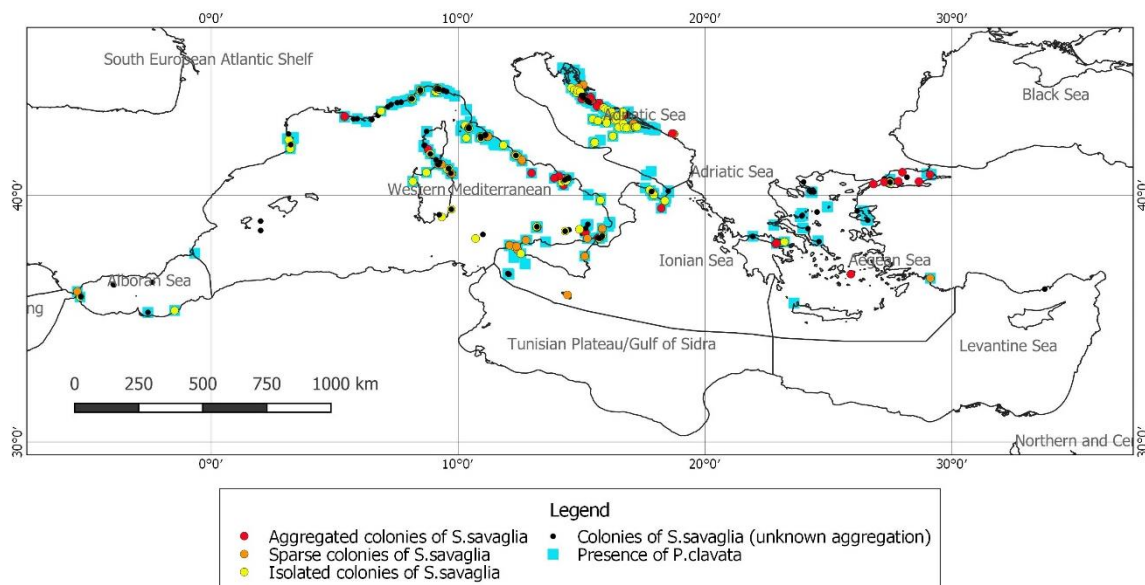 0°0' 10°0' 20°0' 30°0'
South European Atlantic Shelf
Black Sea
Adriatic Sea
Adriatic Sea
40°0' Western Mediterranean 40°0'
Ionian Sea Aegean Sea
Alboran Sea
ng
Tunisian Plateau/Gulf of Sidra Levantine Sea
0 250 500 750 1000 km
30°0' Northern and Cen 30°0'
0°0' 10°0' 20°0' 30°0'
Legend
Aggregated colonies of S.savaglia Colonies of S.savaglia (unknown aggregation)
Sparse colonies of S.savaglia Presence of P.clavata
Isolated colonies of S.savaglia